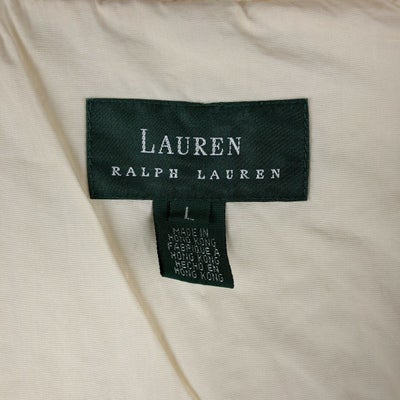 LAUREN
RALPH LAUREN
L
MADE IN
HONG KONG
FABRIQUE A
HONG KONG
HECHO EN
HONG KONG